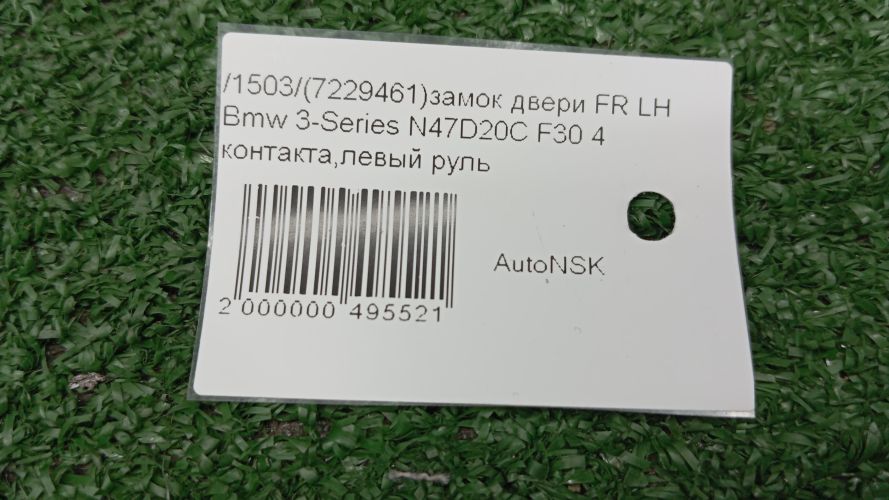 /1503/(7229461)замок двери FR LH
Bmw 3-Series N47D20C F30 4
контакта,левый руль
AutoNSK
2 000000 495521